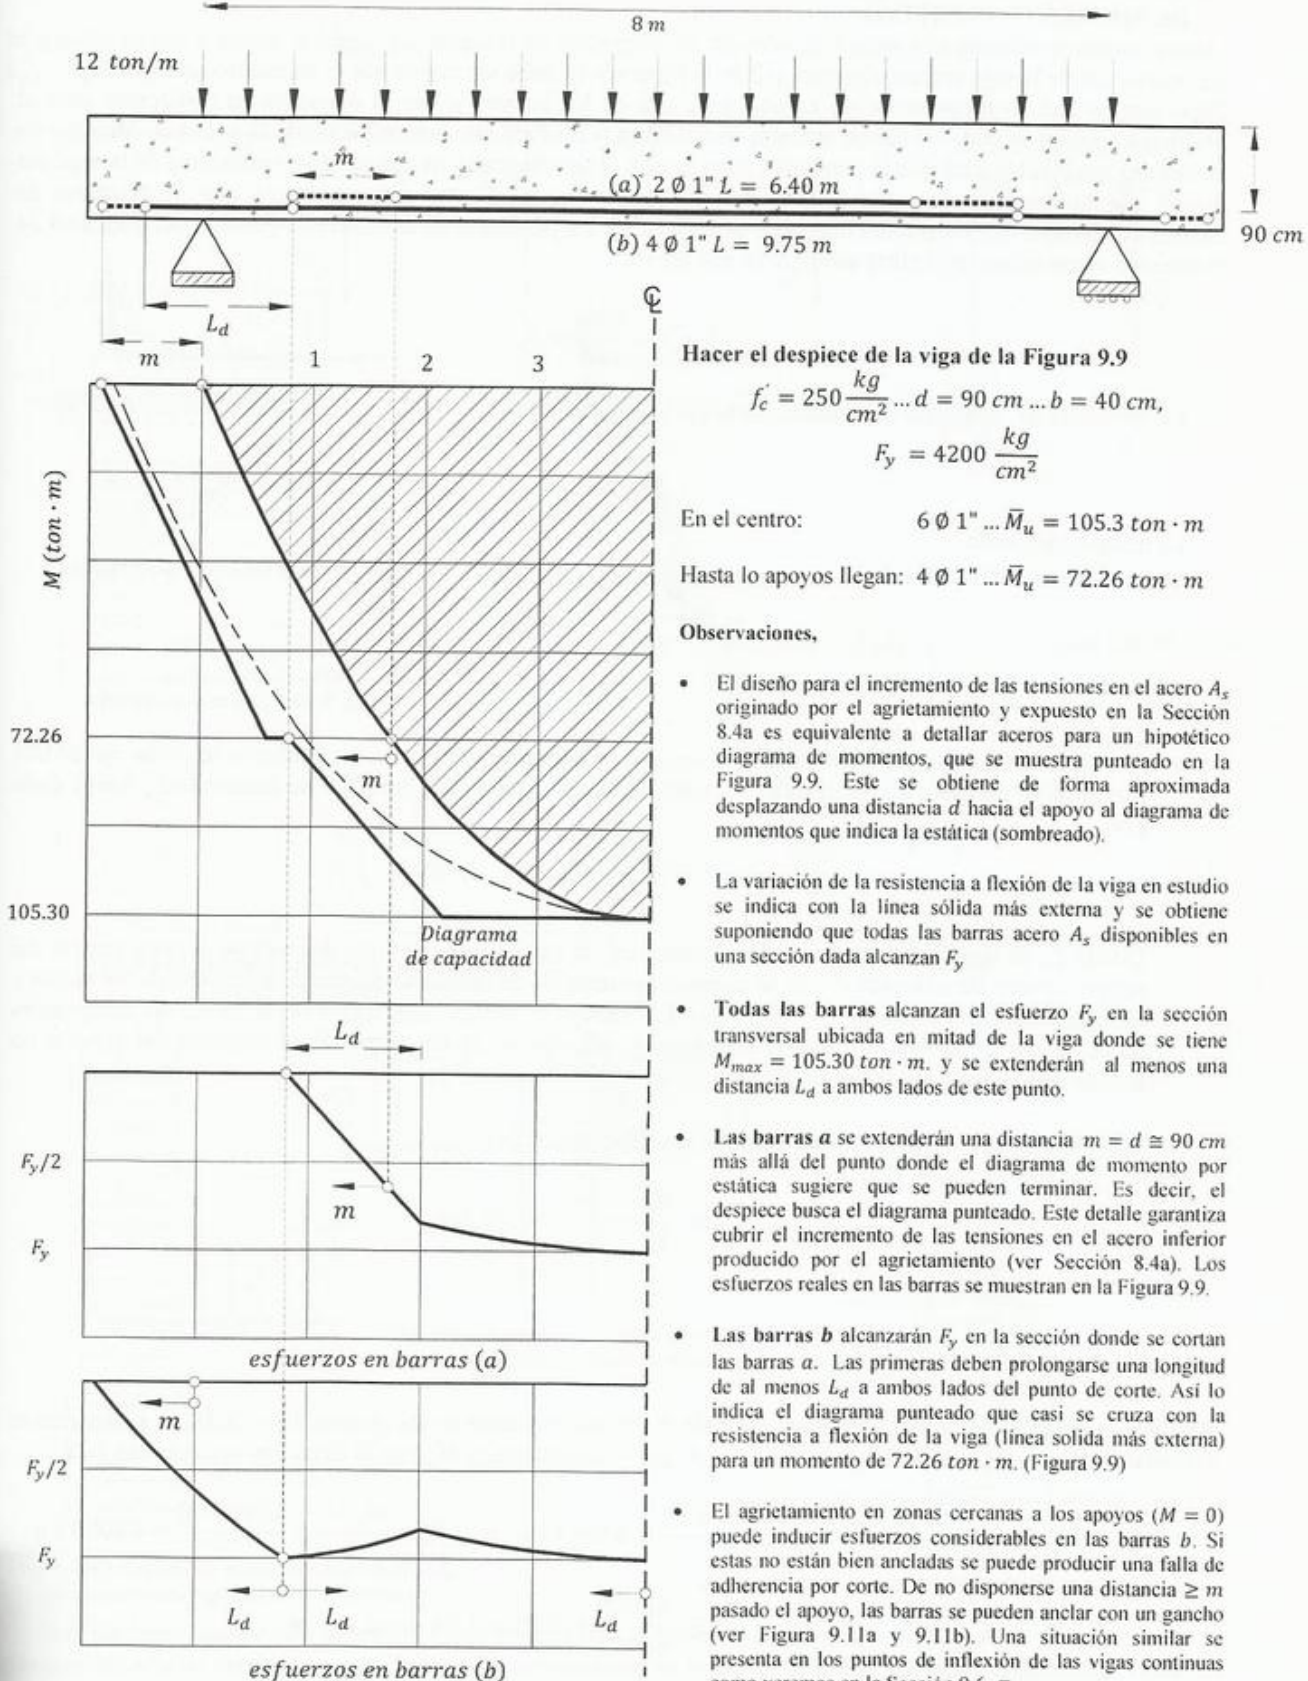 8 m
12 ton/m
m
(a) 2 Ø 1" L = 6.40 m
(b) 4 Ø 1" L = 9.75 m
90 cm
L_d
m
1
2
3
℄
M (ton · m)
72.26
105.30
m
Diagrama
de capacidad
L_d
F_y/2
F_y
m
esfuerzos en barras (a)
m
F_y/2
F_y
L_d
L_d
L_d
esfuerzos en barras (b)
Hacer el despiece de la viga de la Figura 9.9
f'_c = 250 kg/cm² ... d = 90 cm ... b = 40 cm,
F_y = 4200 kg/cm²
En el centro: 6 Ø 1" ... M̄_u = 105.3 ton · m
Hasta lo apoyos llegan: 4 Ø 1" ... M̄_u = 72.26 ton · m
Observaciones,
• El diseño para el incremento de las tensiones en el acero A_s
originado por el agrietamiento y expuesto en la Sección
8.4a es equivalente a detallar aceros para un hipotético
diagrama de momentos, que se muestra punteado en la
Figura 9.9. Este se obtiene de forma aproximada
desplazando una distancia d hacia el apoyo al diagrama de
momentos que indica la estática (sombreado).
• La variación de la resistencia a flexión de la viga en estudio
se indica con la línea sólida más externa y se obtiene
suponiendo que todas las barras acero A_s disponibles en
una sección dada alcanzan F_y
• Todas las barras alcanzan el esfuerzo F_y en la sección
transversal ubicada en mitad de la viga donde se tiene
M_max = 105.30 ton · m. y se extenderán al menos una
distancia L_d a ambos lados de este punto.
• Las barras a se extenderán una distancia m = d ≅ 90 cm
más allá del punto donde el diagrama de momento por
estática sugiere que se pueden terminar. Es decir, el
despiece busca el diagrama punteado. Este detalle garantiza
cubrir el incremento de las tensiones en el acero inferior
producido por el agrietamiento (ver Sección 8.4a). Los
esfuerzos reales en las barras se muestran en la Figura 9.9.
• Las barras b alcanzarán F_y en la sección donde se cortan
las barras a. Las primeras deben prolongarse una longitud
de al menos L_d a ambos lados del punto de corte. Así lo
indica el diagrama punteado que casi se cruza con la
resistencia a flexión de la viga (línea solida más externa)
para un momento de 72.26 ton · m. (Figura 9.9)
• El agrietamiento en zonas cercanas a los apoyos (M = 0)
puede inducir esfuerzos considerables en las barras b. Si
estas no están bien ancladas se puede producir una falla de
adherencia por corte. De no disponerse una distancia ≥ m
pasado el apoyo, las barras se pueden anclar con un gancho
(ver Figura 9.11a y 9.11b). Una situación similar se
presenta en los puntos de inflexión de las vigas continuas